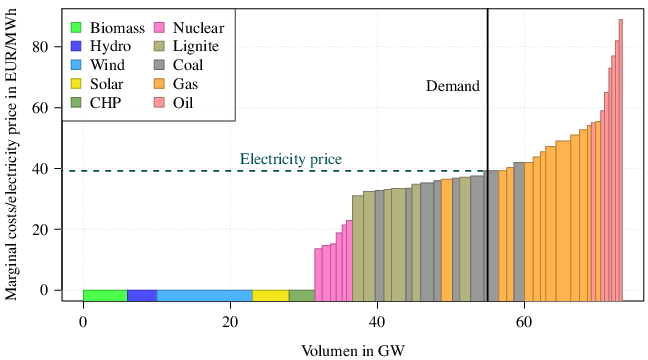 Marginal costs/electricity price in EUR/MWh
80
60
40
20
0
Biomass
Hydro
Wind
Solar
CHP
Nuclear
Lignite
Coal
Gas
Oil
Demand
Electricity price
0
20
40
60
Volumen in GW